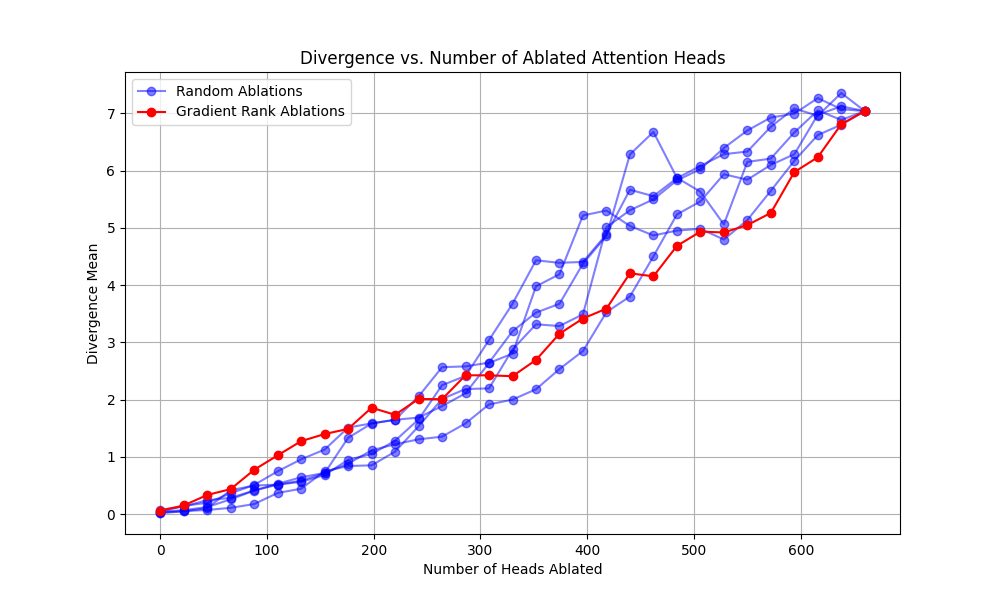 Divergence vs. Number of Ablated Attention Heads
Random Ablations
Gradient Rank Ablations
Divergence Mean
7
6
5
4
3
2
1
0
0 100 200 300 400 500 600
Number of Heads Ablated